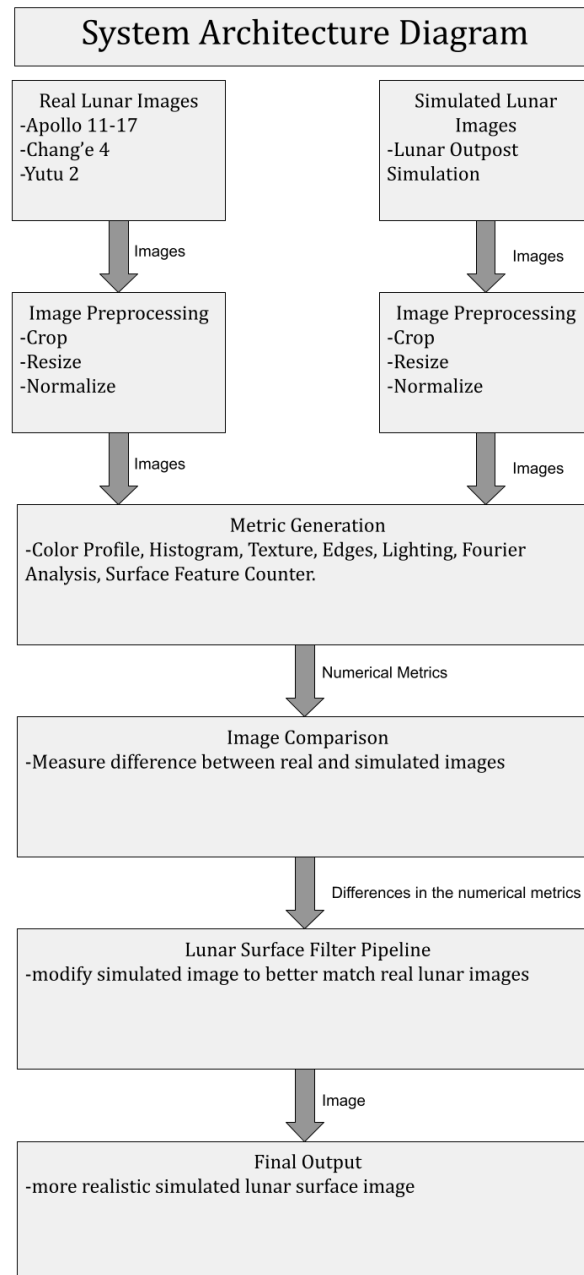 System Architecture Diagram
Real Lunar Images
-Apollo 11-17
-Chang’e 4
-Yutu 2
Simulated Lunar
Images
-Lunar Outpost
Simulation
Images
Images
Image Preprocessing
-Crop
-Resize
-Normalize
Image Preprocessing
-Crop
-Resize
-Normalize
Images
Images
Metric Generation
-Color Profile, Histogram, Texture, Edges, Lighting, Fourier
Analysis, Surface Feature Counter.
Numerical Metrics
Image Comparison
-Measure difference between real and simulated images
Differences in the numerical metrics
Lunar Surface Filter Pipeline
-modify simulated image to better match real lunar images
Image
Final Output
-more realistic simulated lunar surface image